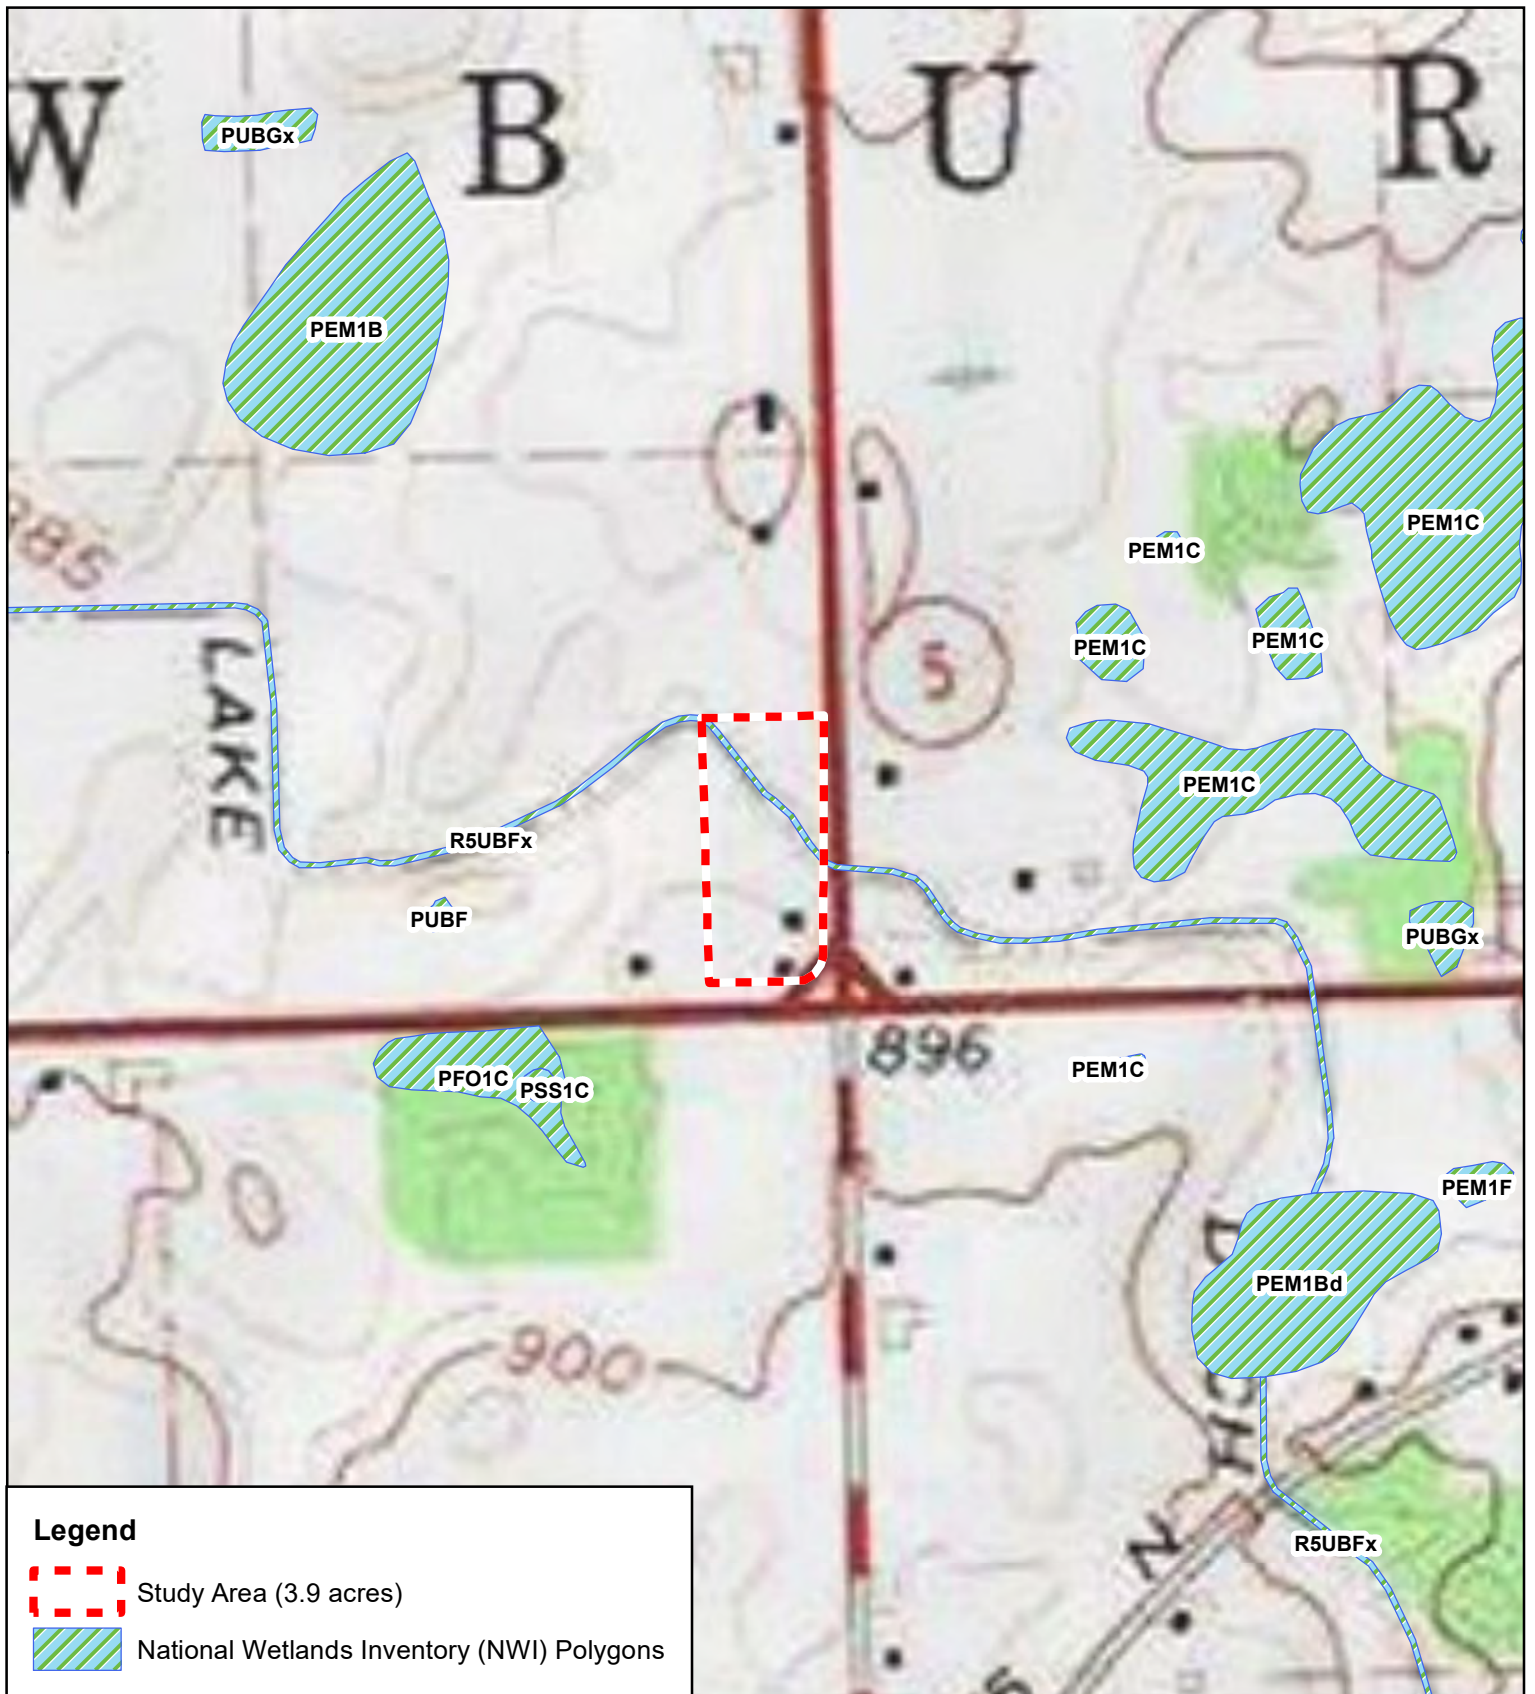 W B U R
PUBGx
PEM1B
885
PEM1C
PEM1C
PEM1C
PEM1C
5
LAKE
PEM1C
R5UBFx
PUBF
PUBGx
896
PEM1C
PFO1C
PSS1C
PEM1F
D CH
PEM1Bd
900
N
S
R5UBFx
Legend
Study Area (3.9 acres)
National Wetlands Inventory (NWI) Polygons